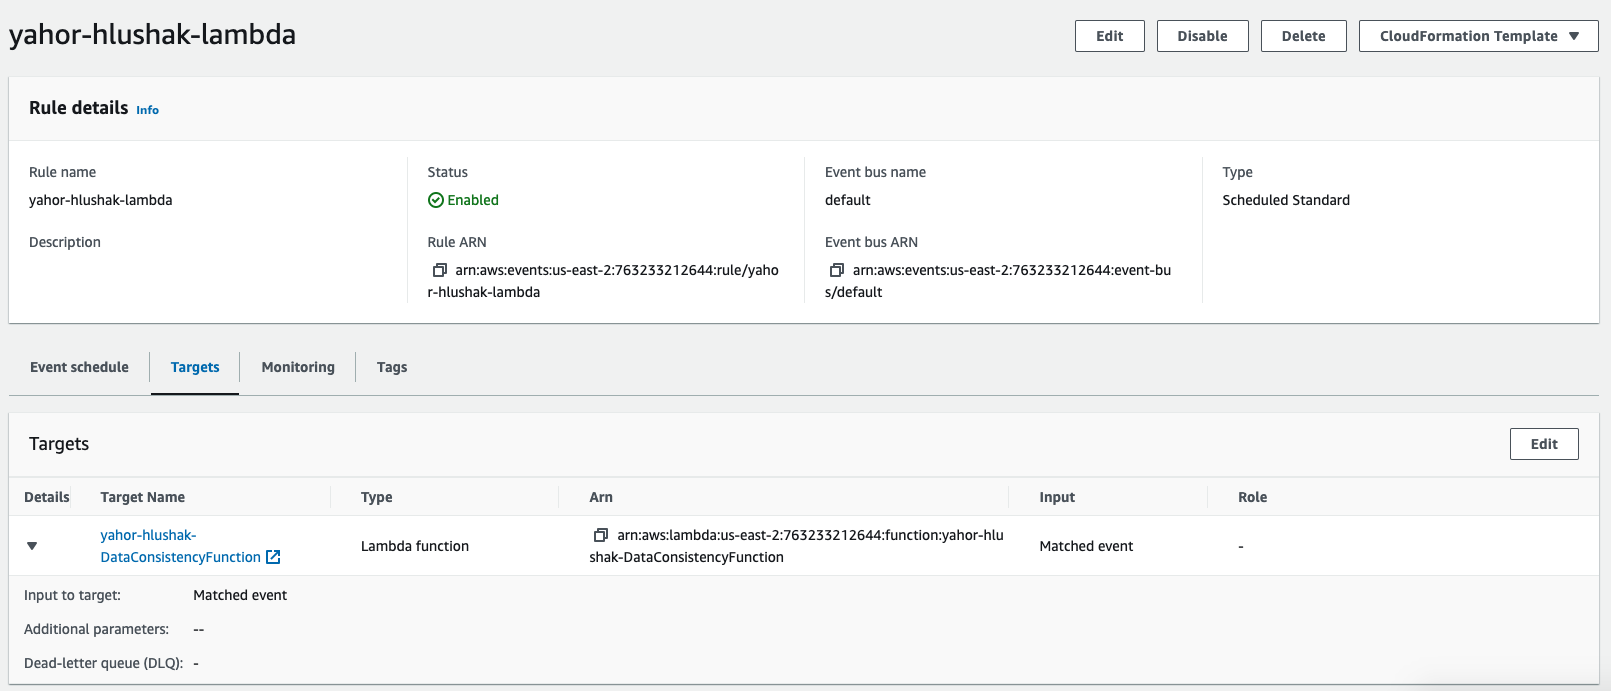 yahor-hlushak-lambda
Edit
Disable
Delete
CloudFormation Template
Rule details Info
Rule name
yahor-hlushak-lambda
Description
Status
Enabled
Rule ARN
arn:aws:events:us-east-2:763233212644:rule/yaho
r-hlushak-lambda
Event bus name
default
Event bus ARN
arn:aws:events:us-east-2:763233212644:event-bu
s/default
Type
Scheduled Standard
Event schedule
Targets
Monitoring
Tags
Targets
Edit
Details
Target Name
Type
Arn
Input
Role
yahor-hlushak-
DataConsistencyFunction
Lambda function
arn:aws:lambda:us-east-2:763233212644:function:yahor-hlu
shak-DataConsistencyFunction
Matched event
-
Input to target: Matched event
Additional parameters: --
Dead-letter queue (DLQ): -